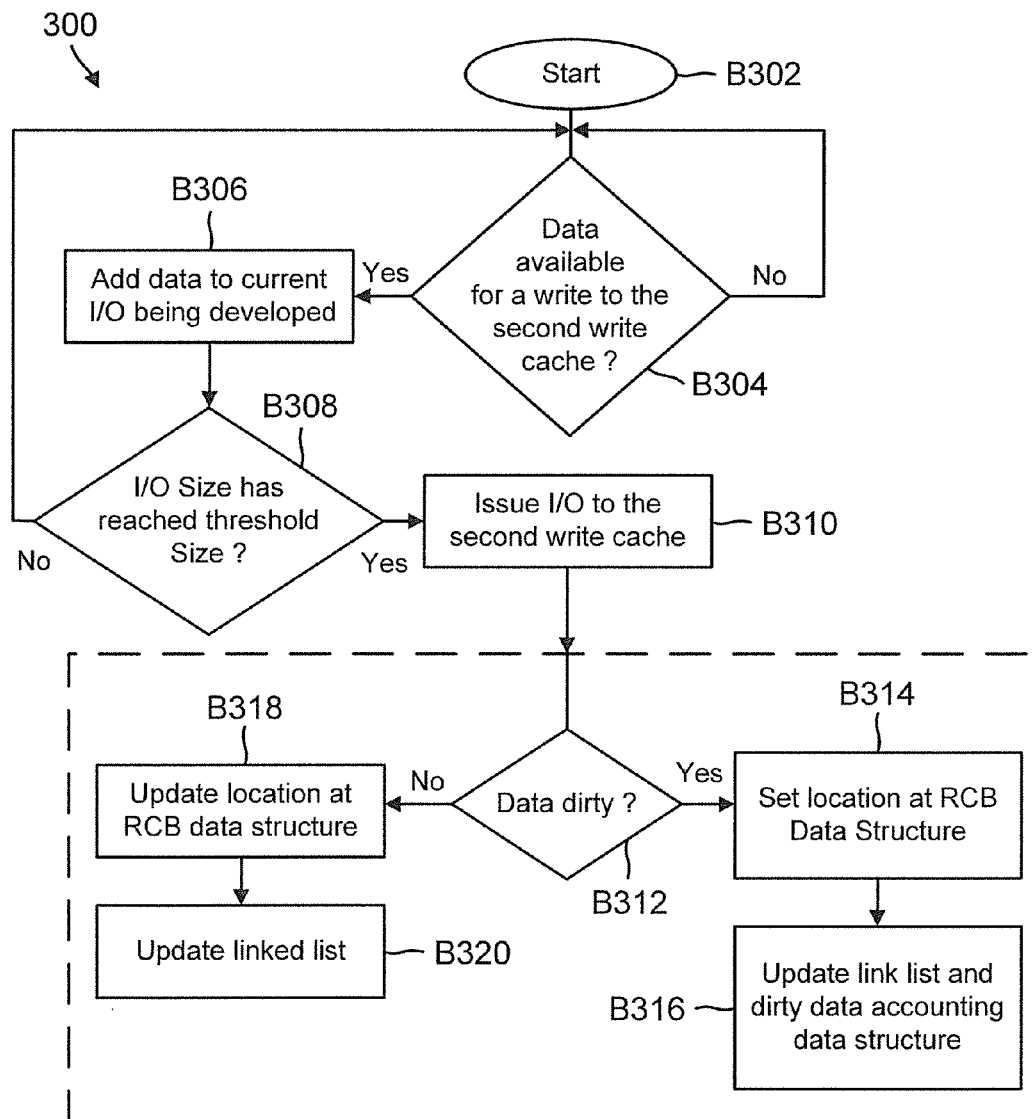 300
Start
B302
B306
Data
available
for a write to the
second write
cache ?
Yes
No
Add data to current
I/O being developed
B304
B308
I/O Size has
reached threshold
Size ?
No
Yes
Issue I/O to the
second write cache
B310
B318
B314
No
Data dirty ?
Yes
Update location at
RCB data structure
Set location at RCB
Data Structure
B312
Update linked list
B320
Update link list and
dirty data accounting
data structure
B316